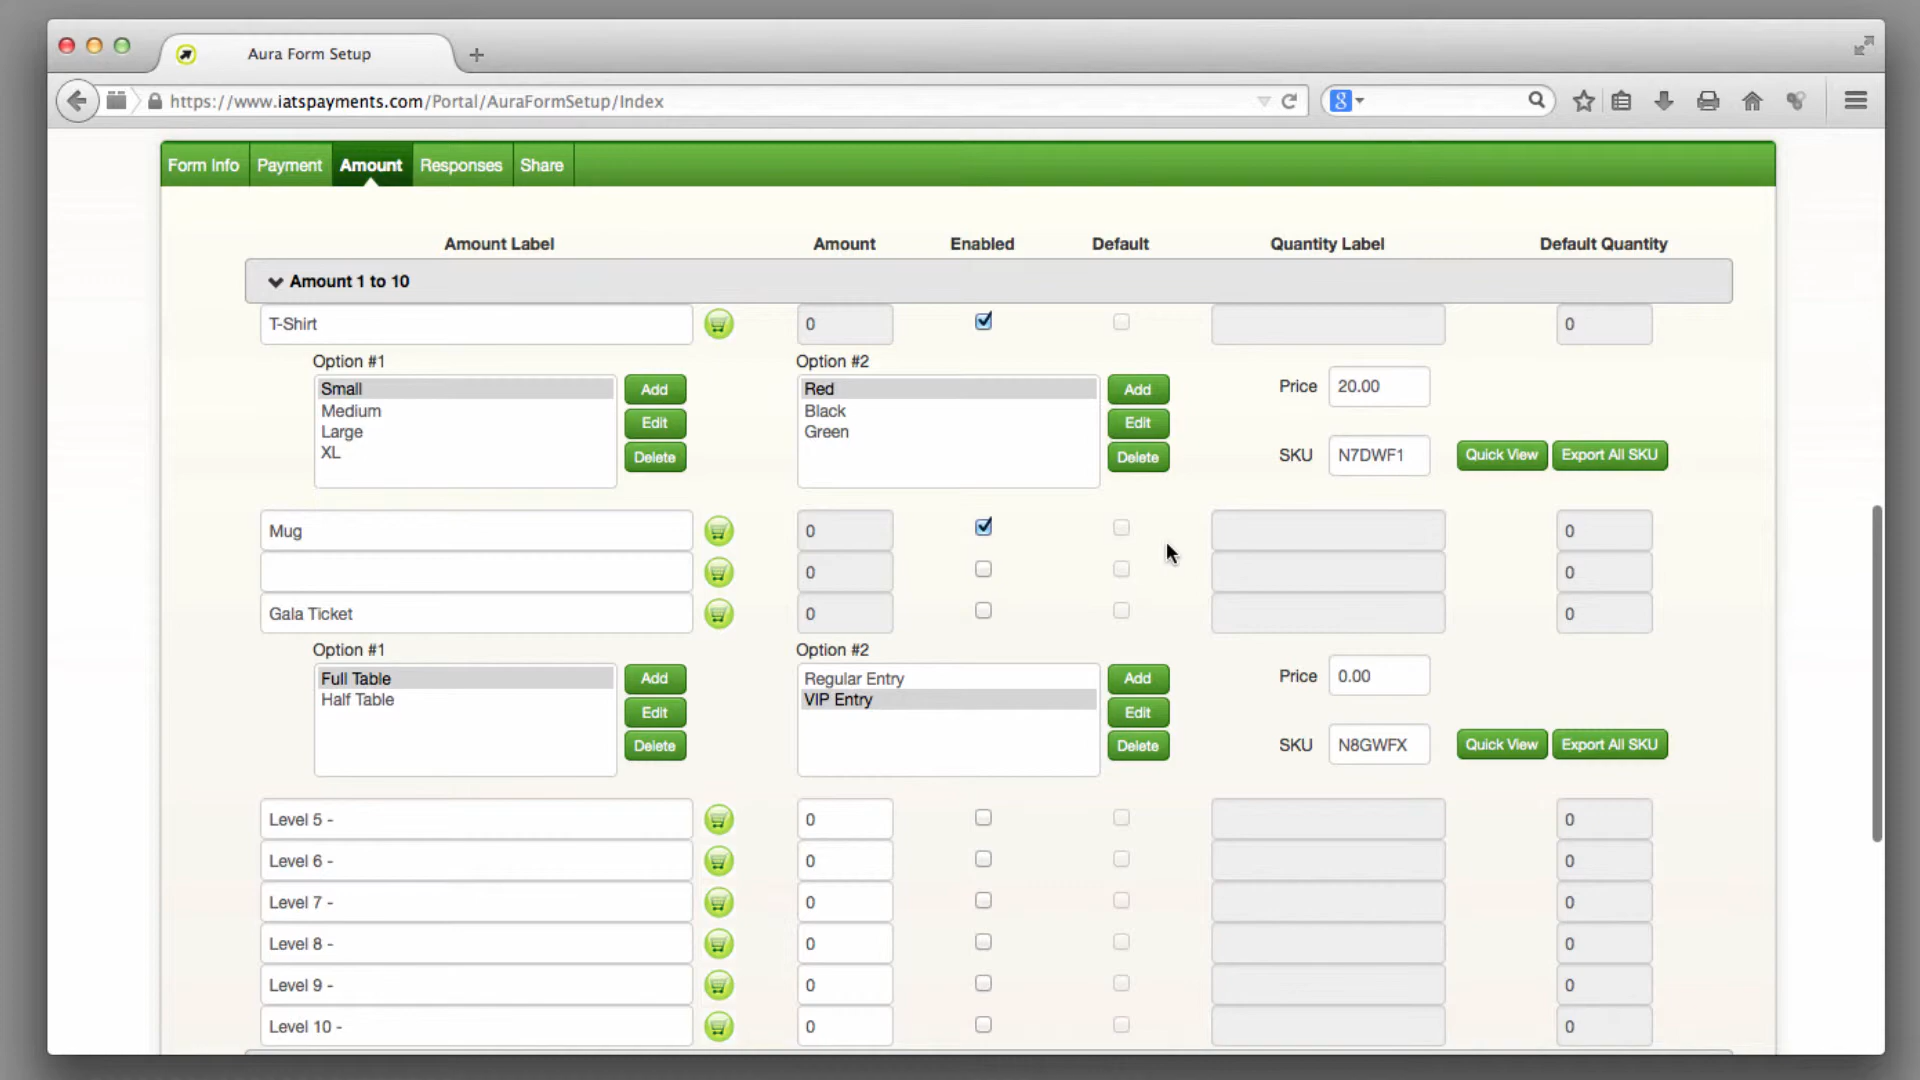 Aura Form Setup
https://www.iatspayments.com/Portal/AuraFormSetup/Index
8
Form Info Payment Amount Responses Share
Amount Label Amount Enabled Default Quantity Label Default Quantity
Amount 1 to 10
T-Shirt 0 0
Option #1 Option #2
Small Add Red Add Price 20.00
Medium Edit Black Edit
Large Green
XL Delete Delete SKU N7DWF1 Quick View Export All SKU
Mug 0 0
0 0
Gala Ticket 0 0
Option #1 Option #2
Full Table Add Regular Entry Add Price 0.00
Half Table Edit VIP Entry Edit
Delete Delete SKU N8GWFX Quick View Export All SKU
Level 5 - 0 0
Level 6 - 0 0
Level 7 - 0 0
Level 8 - 0 0
Level 9 - 0 0
Level 10 - 0 0